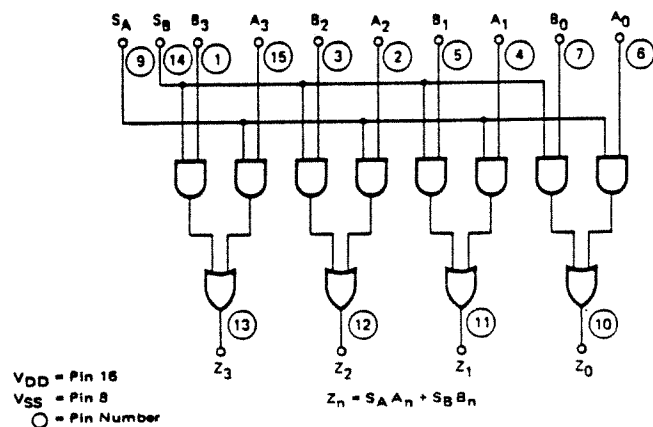 SA SB B3 A3 B2 A2 B1 A1 B0 A0
9 14 1 15 3 2 5 4 7 6
13 12 11 10
Z3 Z2 Z1 Z0
VDD = Pin 16
VSS = Pin 8
= Pin Number
Zn = SA An + SB Bn